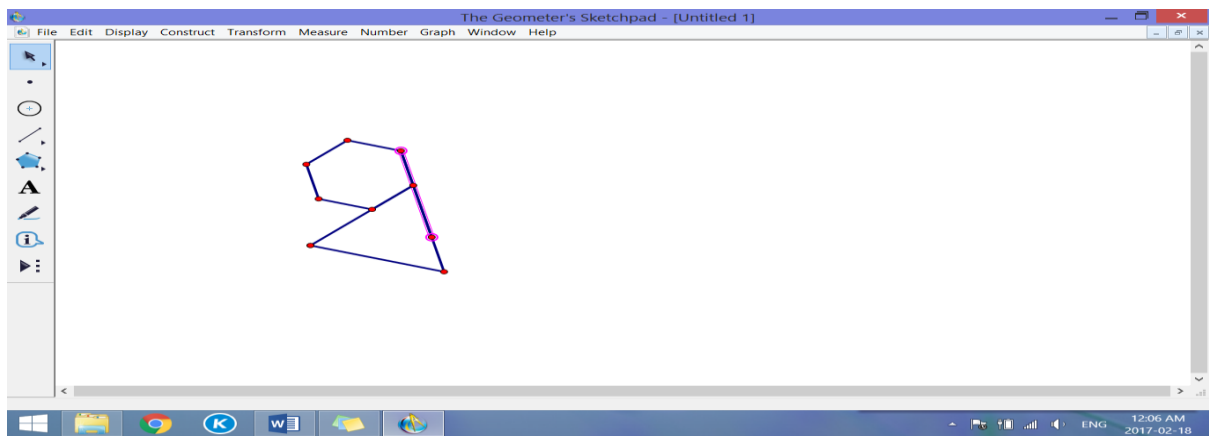 The Geometer's Sketchpad - [Untitled 1]
File Edit Display Construct Transform Measure Number Graph Window Help
A
K
W
ENG
12:06 AM
2017-02-18